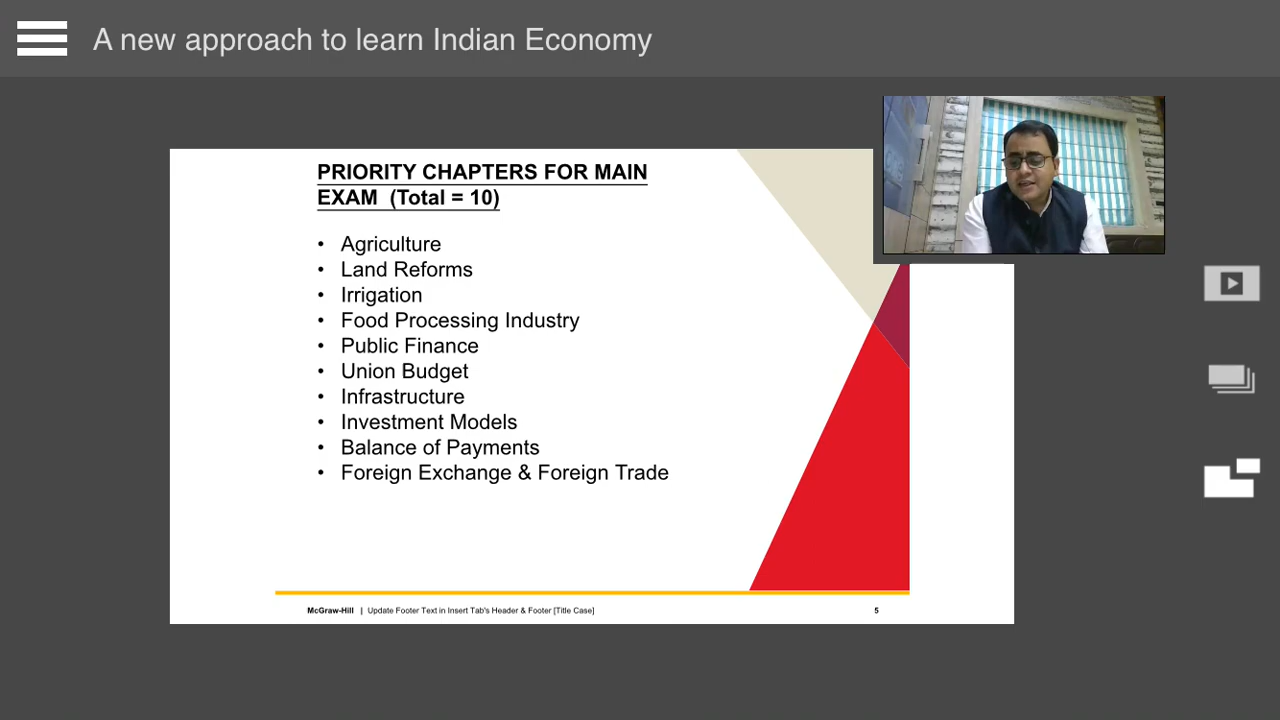 A new approach to learn Indian Economy
PRIORITY CHAPTERS FOR MAIN
EXAM (Total = 10)
• Agriculture
• Land Reforms
• Irrigation
• Food Processing Industry
• Public Finance
• Union Budget
• Infrastructure
• Investment Models
• Balance of Payments
• Foreign Exchange & Foreign Trade
McGraw-Hill | Update Footer Text in Insert Tab's Header & Footer [Title Case] 5